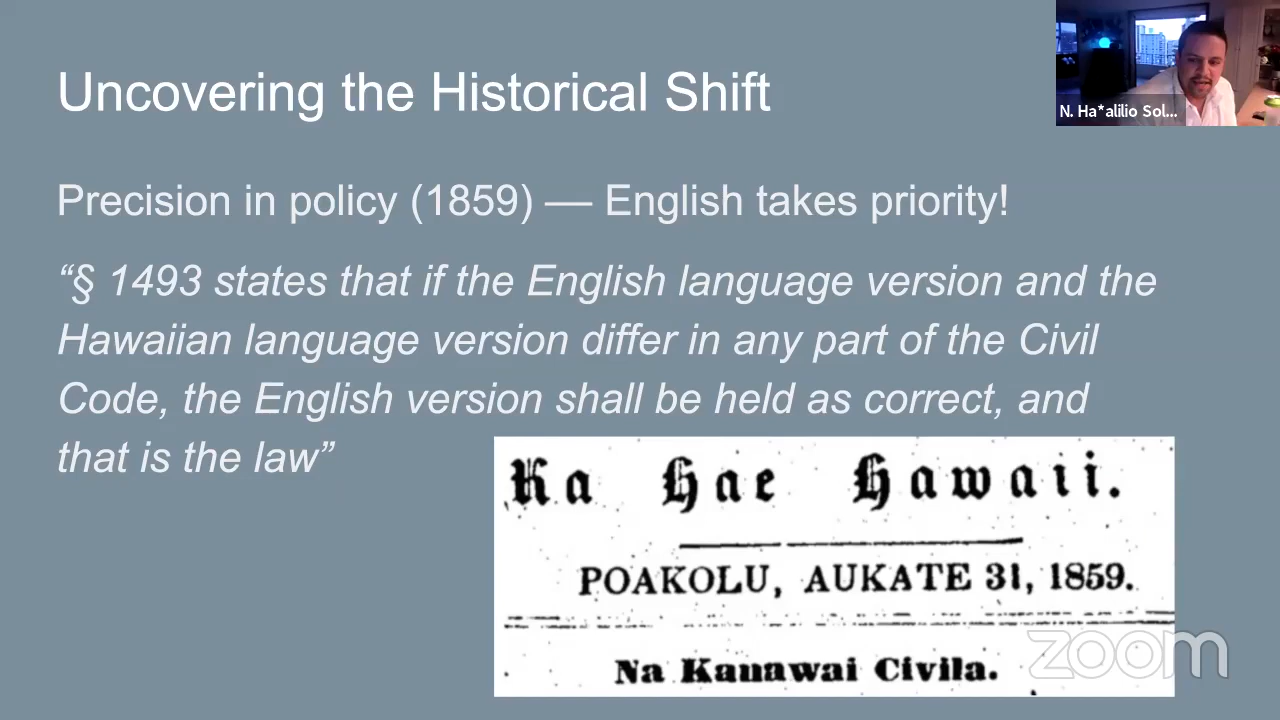 Uncovering the Historical Shift
N. Ha*alilio Sol...
Precision in policy (1859) — English takes priority!
“§ 1493 states that if the English language version and the
Hawaiian language version differ in any part of the Civil
Code, the English version shall be held as correct, and
that is the law”
Ka Hae Hawaii.
POAKOLU, AUKATE 31, 1859.
Na Kanawai Civila.
zoom